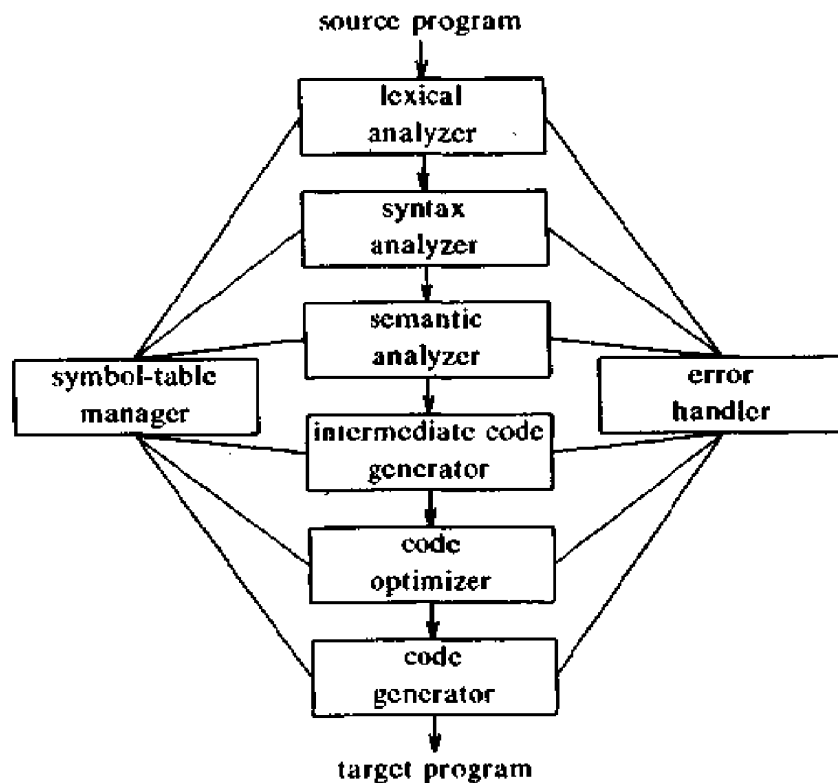 source program
lexical
analyzer
syntax
analyzer
semantic
analyzer
symbol-table
manager
error
handler
intermediate code
generator
code
optimizer
code
generator
target program